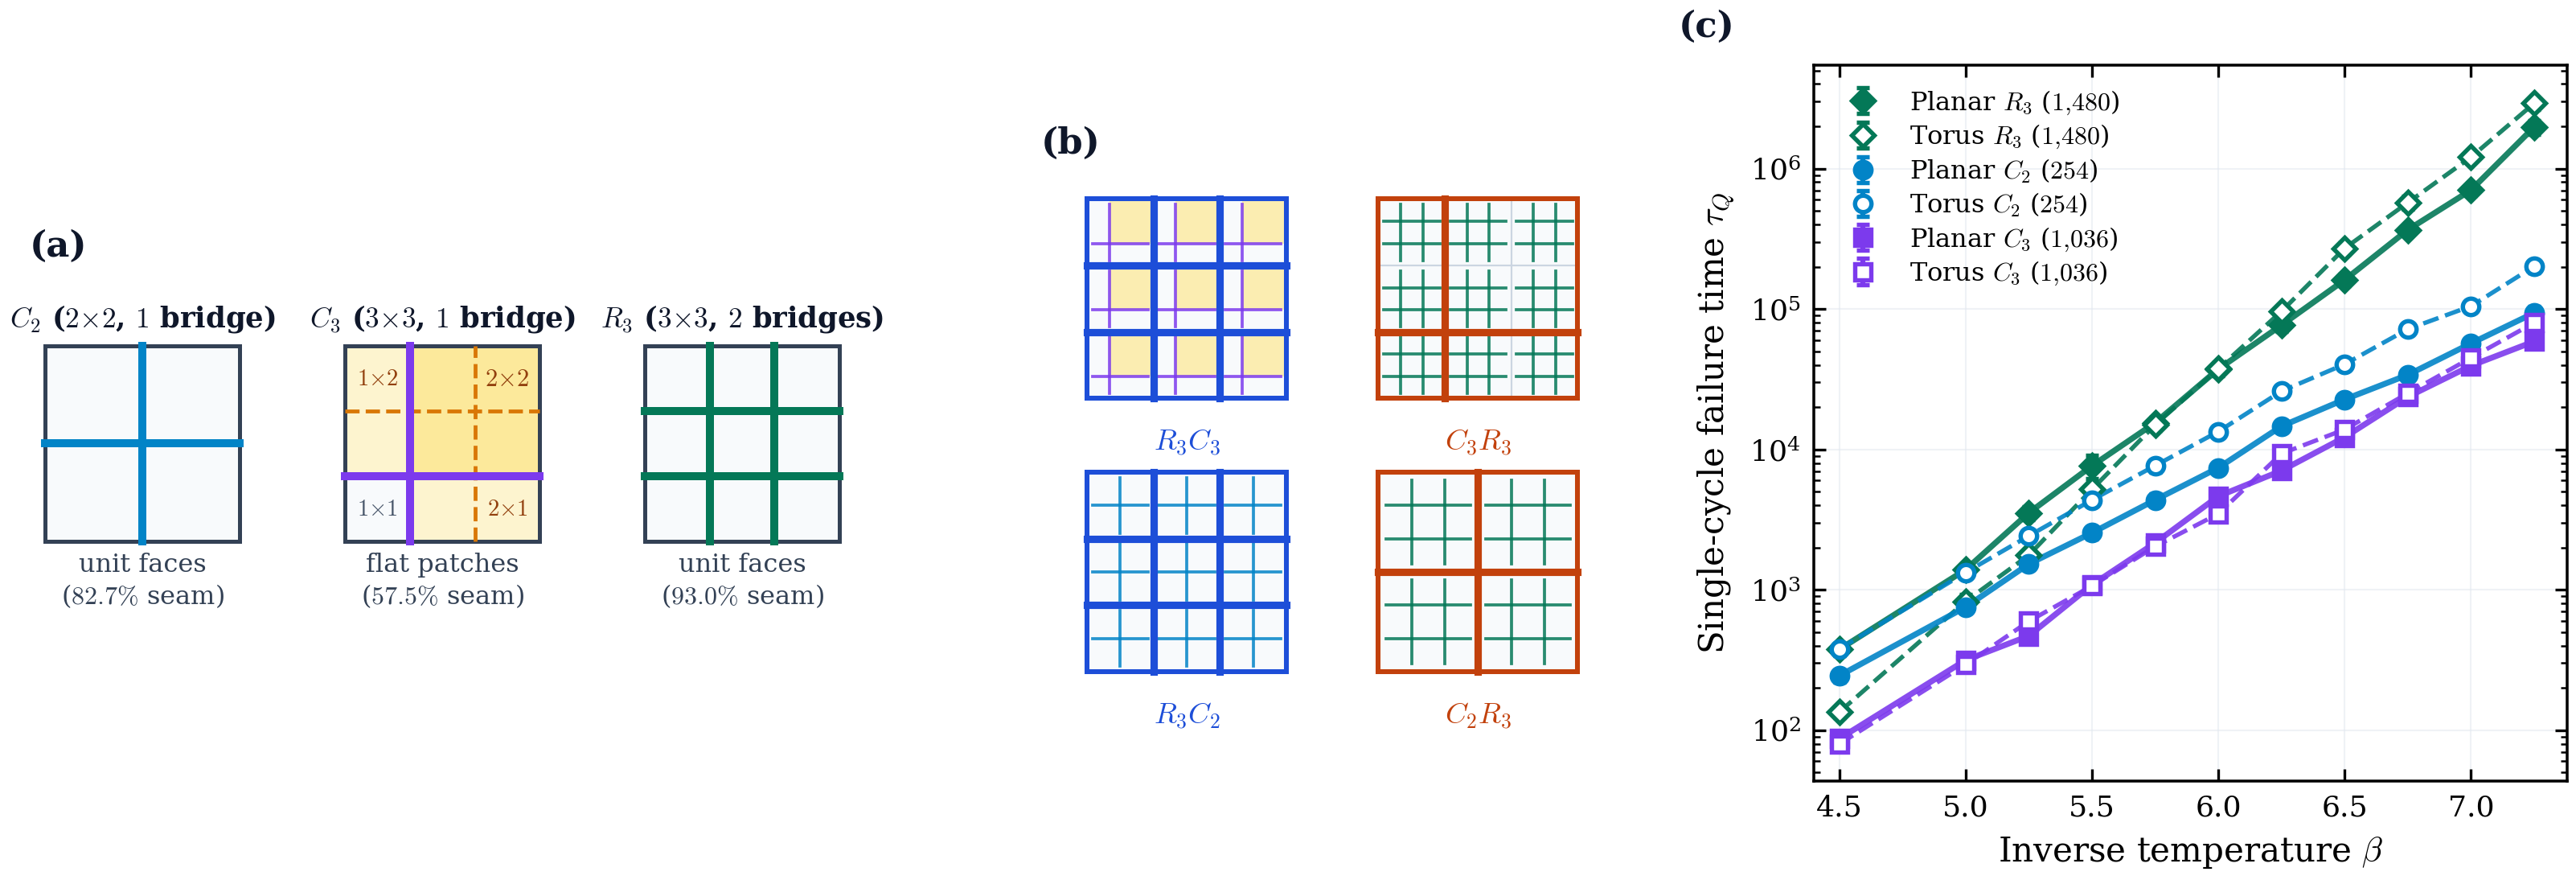 (a)
C₂ (2×2, 1 bridge)
C₃ (3×3, 1 bridge)
R₃ (3×3, 2 bridges)
1×2
2×2
1×1
2×1
unit faces
(82.7% seam)
flat patches
(57.5% seam)
unit faces
(93.0% seam)
(b)
R₃C₃
C₃R₃
R₃C₂
C₂R₃
(c)
Single-cycle failure time τ_Q
10⁶
10⁵
10⁴
10³
10²
Planar R₃ (1,480)
Torus R₃ (1,480)
Planar C₂ (254)
Torus C₂ (254)
Planar C₃ (1,036)
Torus C₃ (1,036)
4.5 5.0 5.5 6.0 6.5 7.0
Inverse temperature β